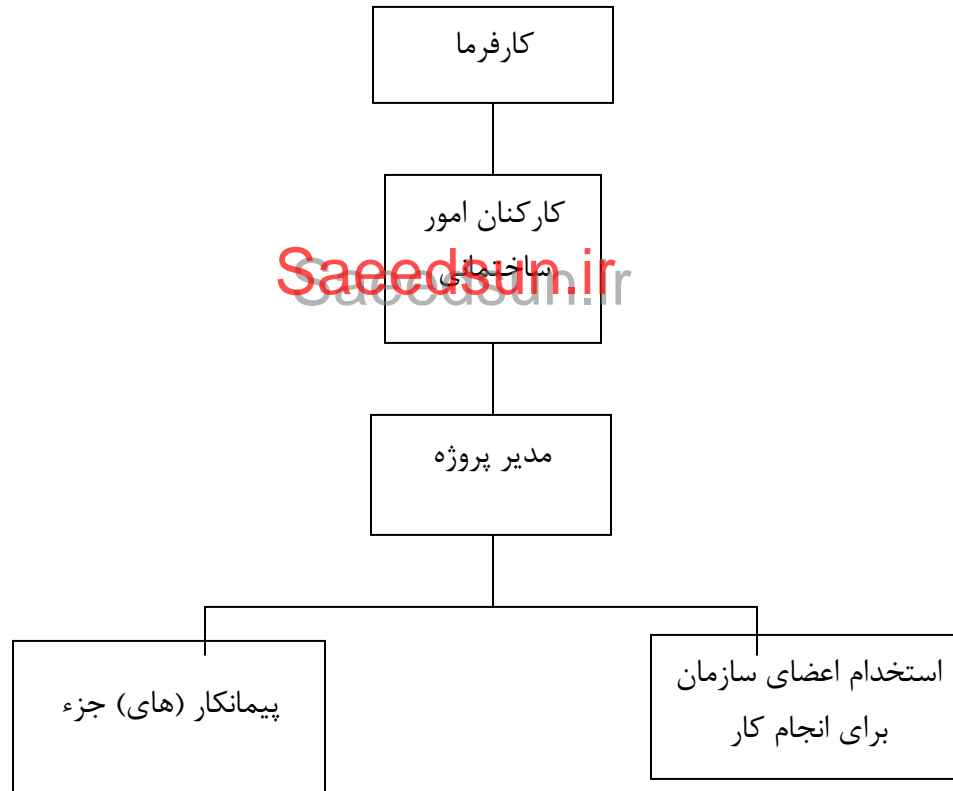 کارفرما
کارکنان امور
ساختمانی
Saeedsun.ir
مدیر پروژه
استخدام اعضای سازمان
برای انجام کار
پیمانکار (های) جزء